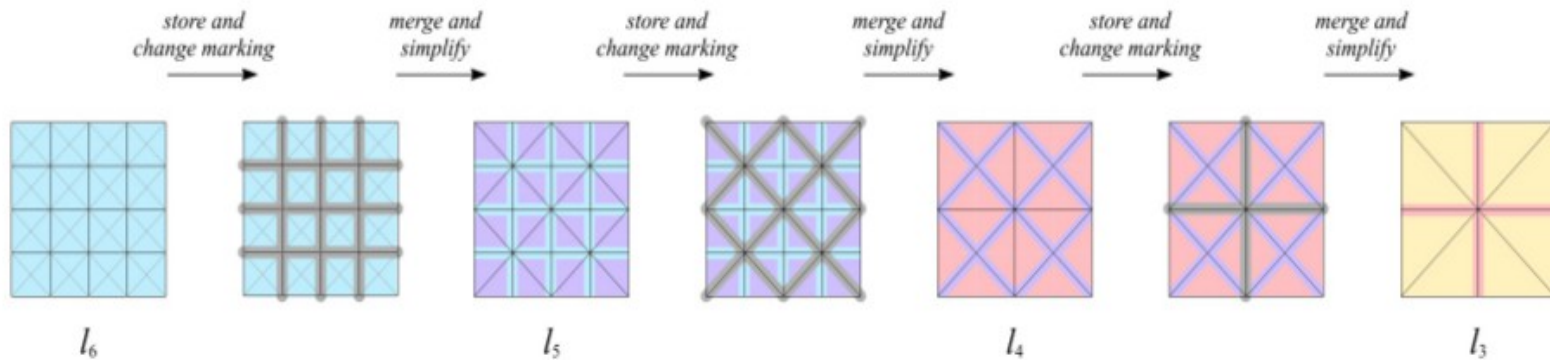 store and
change marking
merge and
simplify
store and
change marking
merge and
simplify
store and
change marking
merge and
simplify
l6
l5
l4
l3